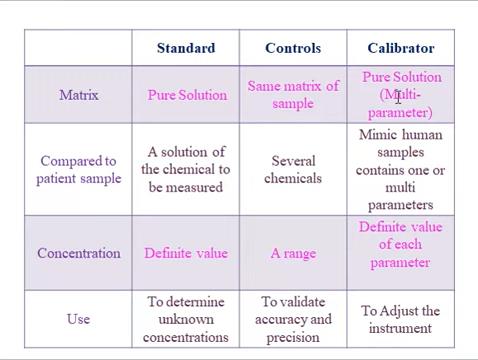 Standard Controls Calibrator
Matrix
Pure Solution
Same matrix of
sample
Pure Solution
(Multi-
parameter)
Compared to
patient sample
A solution of
the chemical to
be measured
Several
chemicals
Mimic human
samples
contains one or
multi
parameters
Concentration
Definite value
A range
Definite value
of each
parameter
Use
To determine
unknown
concentrations
To validate
accuracy and
precision
To Adjust the
instrument